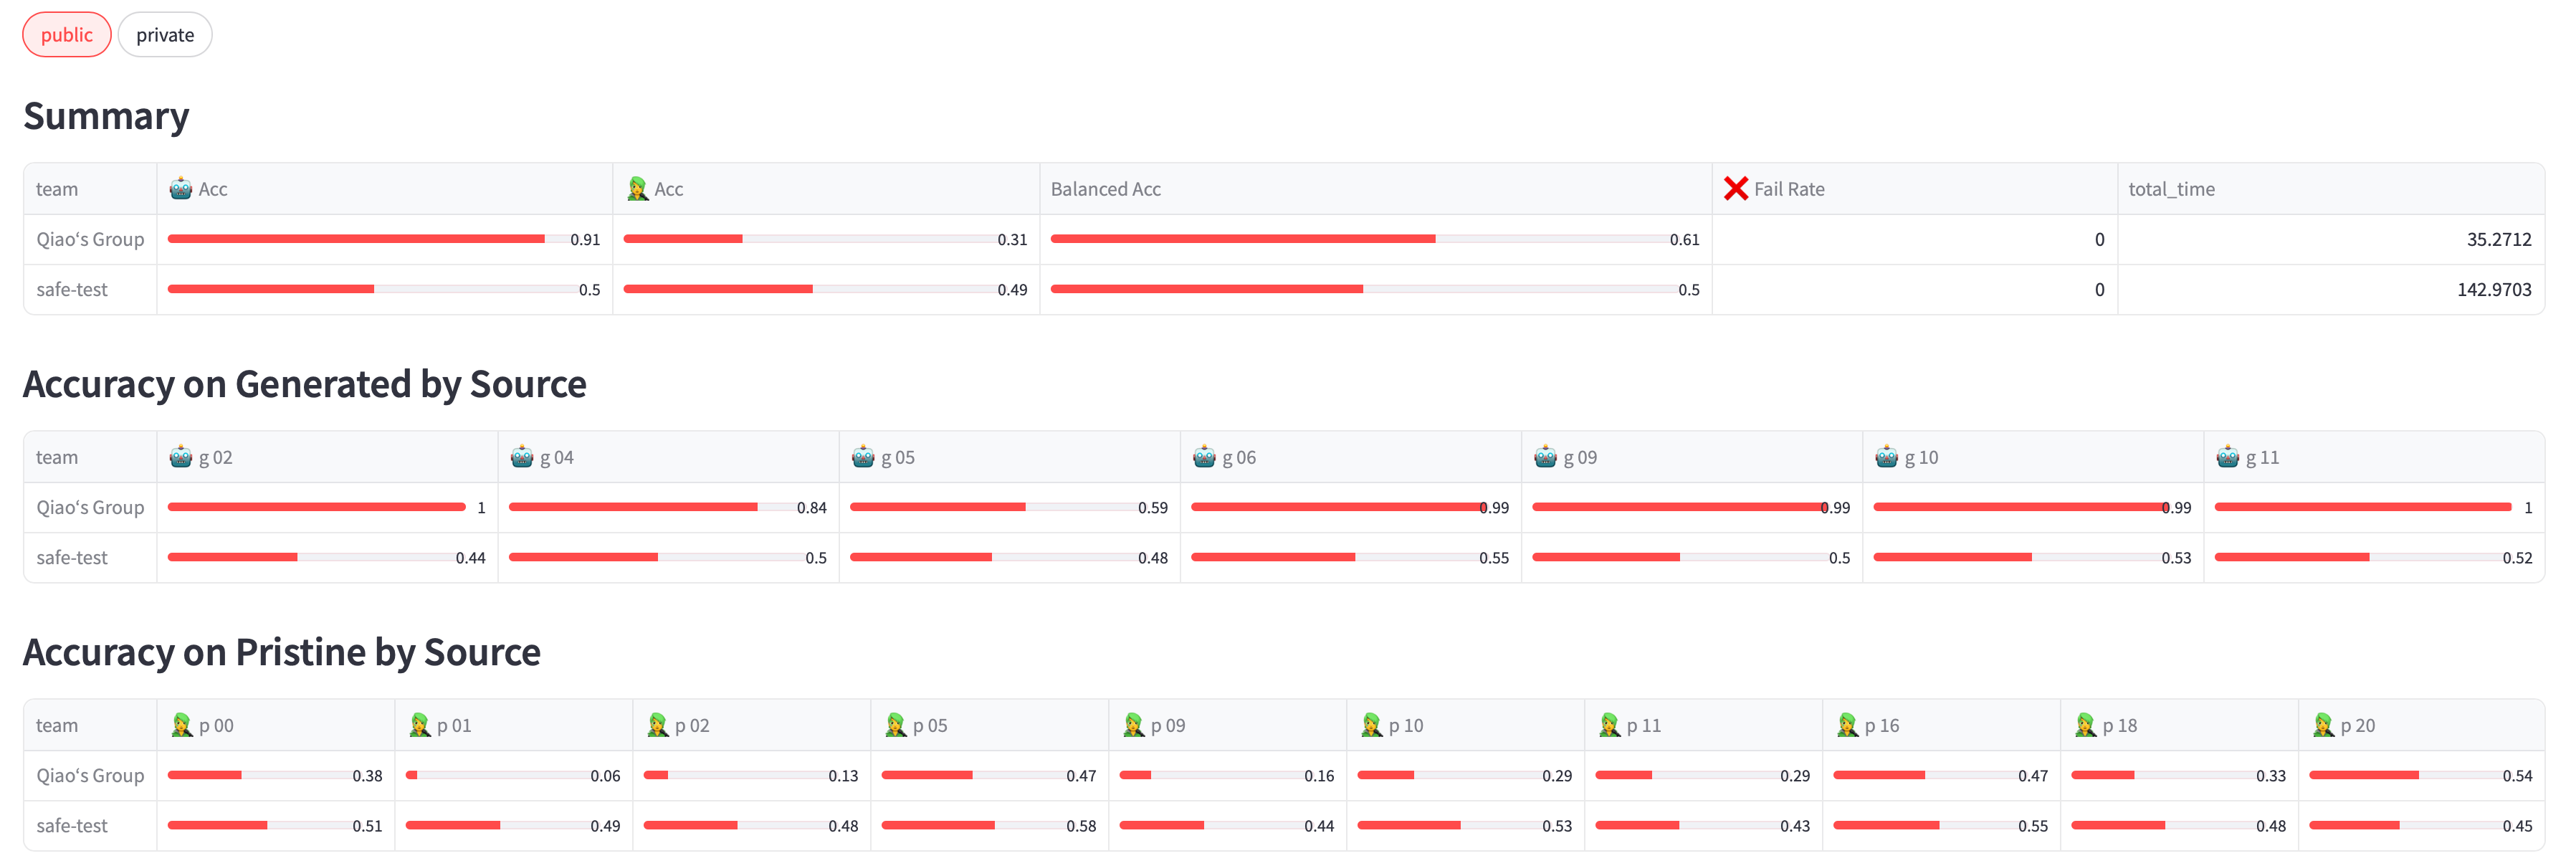 public private
Summary
team 🤖 Acc 🧝‍♂️ Acc Balanced Acc ❌ Fail Rate total_time
Qiao‘s Group 0.91 0.31 0.61 0 35.2712
safe-test 0.5 0.49 0.5 0 142.9703
Accuracy on Generated by Source
team g 02 g 04 g 05 g 06 g 09 g 10 g 11
Qiao‘s Group 1 0.84 0.59 0.99 0.99 0.99 1
safe-test 0.44 0.5 0.48 0.55 0.5 0.53 0.52
Accuracy on Pristine by Source
team p 00 p 01 p 02 p 05 p 09 p 10 p 11 p 16 p 18 p 20
Qiao‘s Group 0.38 0.06 0.13 0.47 0.16 0.29 0.29 0.47 0.33 0.54
safe-test 0.51 0.49 0.48 0.58 0.44 0.53 0.43 0.55 0.48 0.45